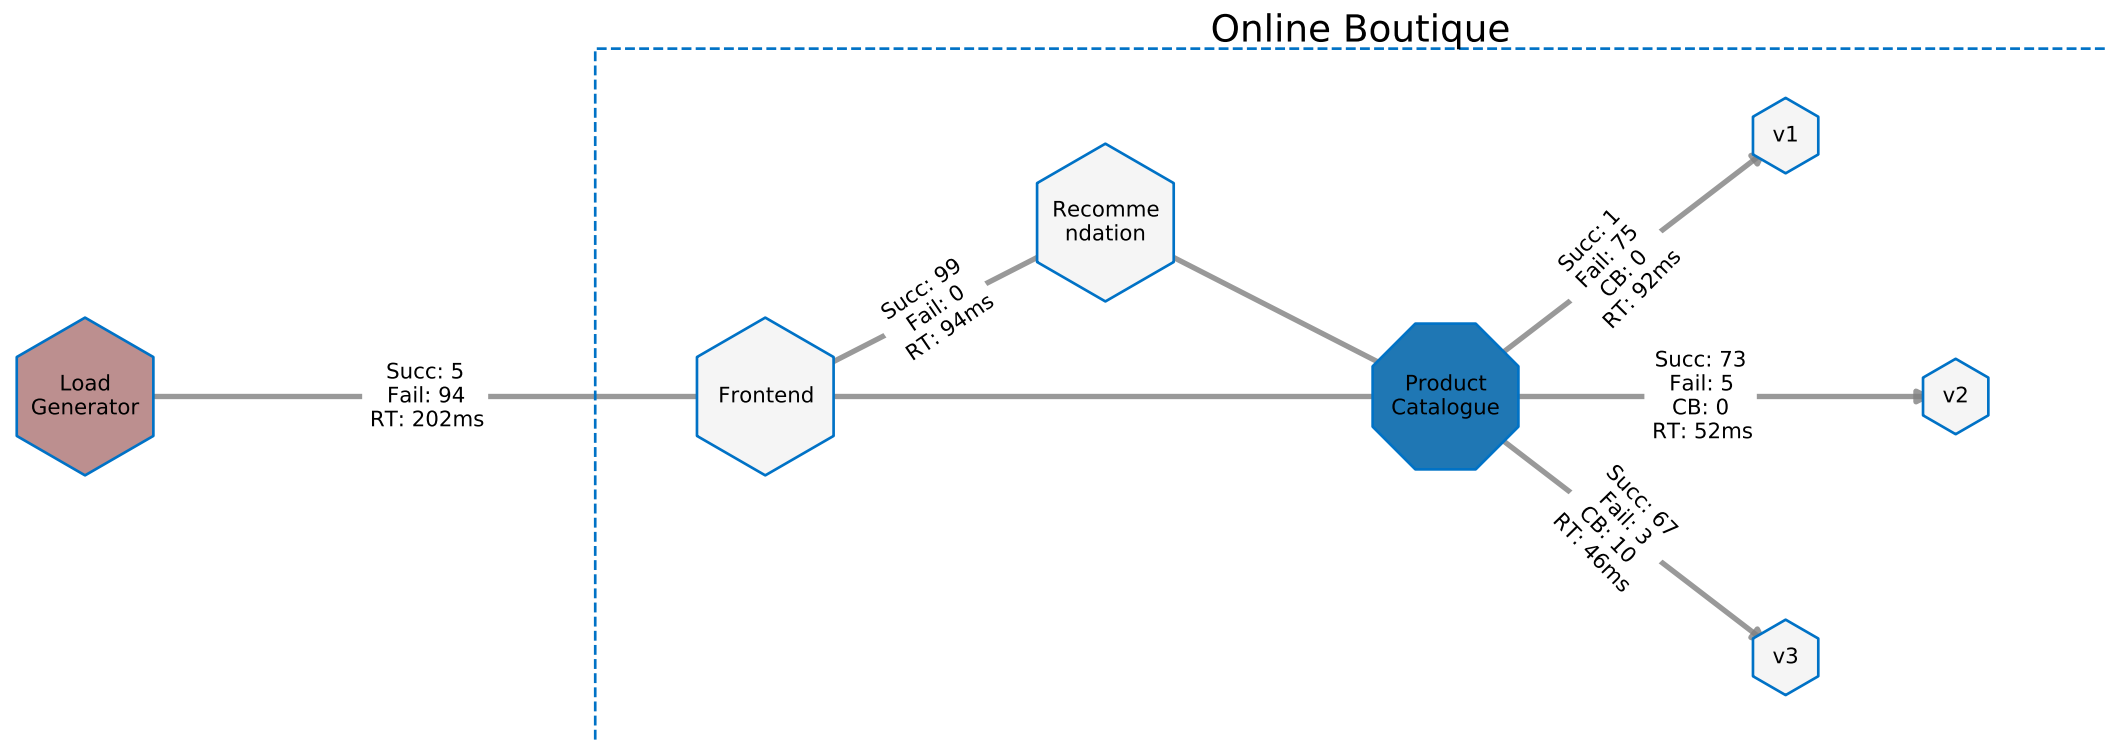 Online Boutique
v1
Recomme
ndation
Succ: 1
Fail: 75
CB: 0
RT: 92ms
Succ: 99
Fail: 0
RT: 94ms
Load
Generator
Succ: 5
Fail: 94
RT: 202ms
Frontend
Product
Catalogue
Succ: 73
Fail: 5
CB: 0
RT: 52ms
v2
Succ: 67
Fail: 3
CB: 10
RT: 46ms
v3